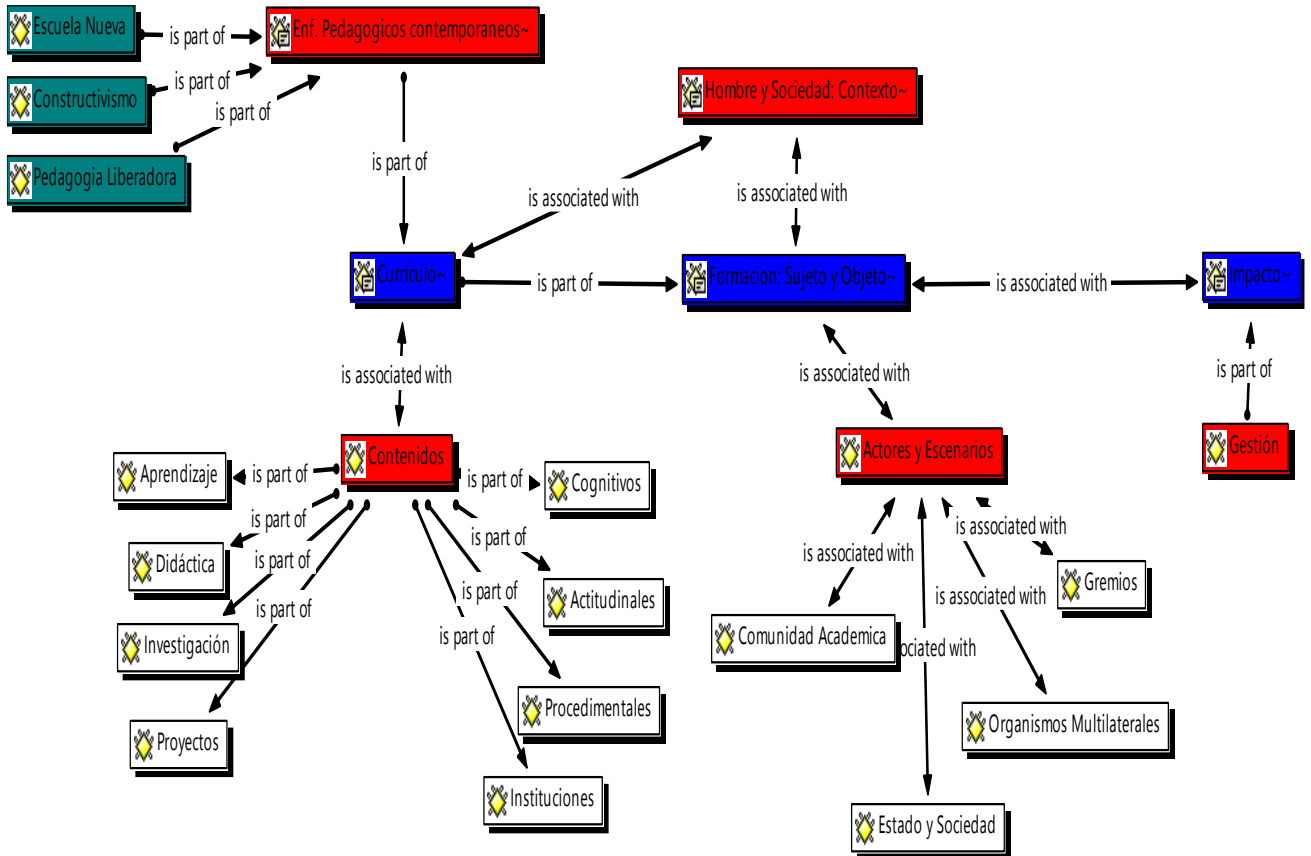 Escuela Nueva
is part of
Enf. Pedagogicos contemporaneos~
Constructivismo
is part of
Hombre y Sociedad: Contexto~
is part of
Pedagogia Liberadora
is part of
is associated with
is associated with
Curriculo~
is part of
Formacion: Sujeto y Objeto~
is associated with
Impacto~
is associated with
is associated with
is part of
Contenidos
Actores y Escenarios
Gestión
Aprendizaje
is part of
is part of
Cognitivos
is part of
is part of
is associated with
Didáctica
is part of
is associated with
Gremios
is part of
Actitudinales
is part of
is associated with
Investigación
is part of
Comunidad Academica
ociated with
Proyectos
Procedimentales
Organismos Multilaterales
Instituciones
Estado y Sociedad